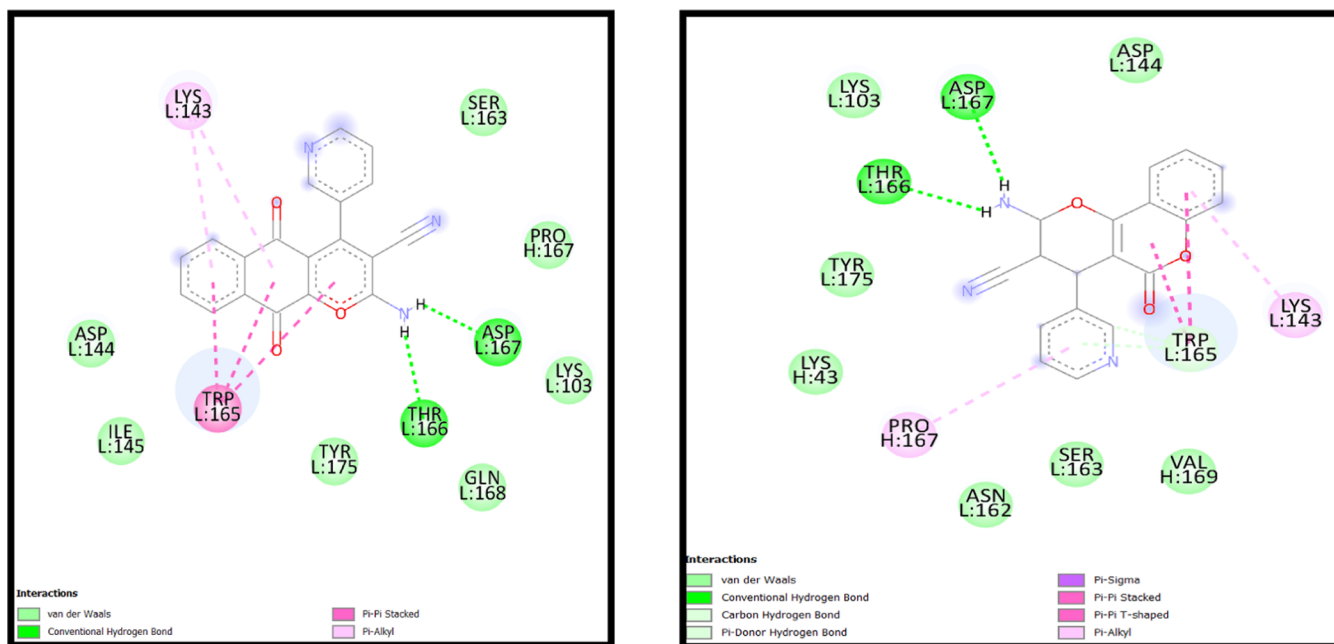 LYS
L:143
SER
L:163
N
O
N
PRO
H:167
O
H
N
H
O
ASP
L:167
ASP
L:144
LYS
L:103
TRP
L:165
THR
L:166
ILE
L:145
TYR
L:175
GLN
L:168
Interactions
van der Waals
Conventional Hydrogen Bond
Pi-Pi Stacked
Pi-Alkyl
ASP
L:144
LYS
L:103
ASP
L:167
THR
L:166
H
N
H
O
TYR
L:175
O
N
O
LYS
L:143
TRP
L:165
LYS
H:43
N
PRO
H:167
SER
L:163
VAL
H:169
ASN
L:162
Interactions
van der Waals
Conventional Hydrogen Bond
Carbon Hydrogen Bond
Pi-Donor Hydrogen Bond
Pi-Sigma
Pi-Pi Stacked
Pi-Pi T-shaped
Pi-Alkyl